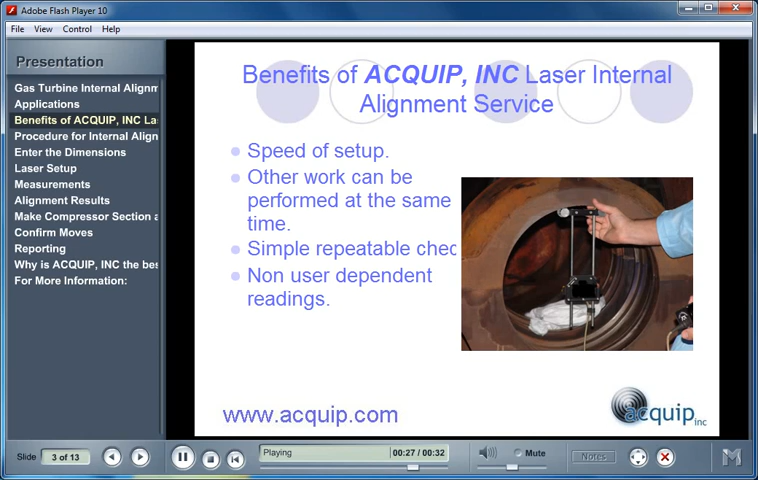 Adobe Flash Player 10
File View Control Help
Presentation
Gas Turbine Internal Alignm
Applications
Benefits of ACQUIP, INC La
Procedure for Internal Align
Enter the Dimensions
Laser Setup
Measurements
Alignment Results
Make Compressor Section a
Confirm Moves
Reporting
Why is ACQUIP, INC the bes
For More Information:
Benefits of ACQUIP, INC Laser Internal
Alignment Service
Speed of setup.
Other work can be
performed at the same
time.
Simple repeatable chec
Non user dependent
readings.
www.acquip.com
acquip inc
Slide 3 of 13
Playing 00:27 / 00:32
Mute
Notes